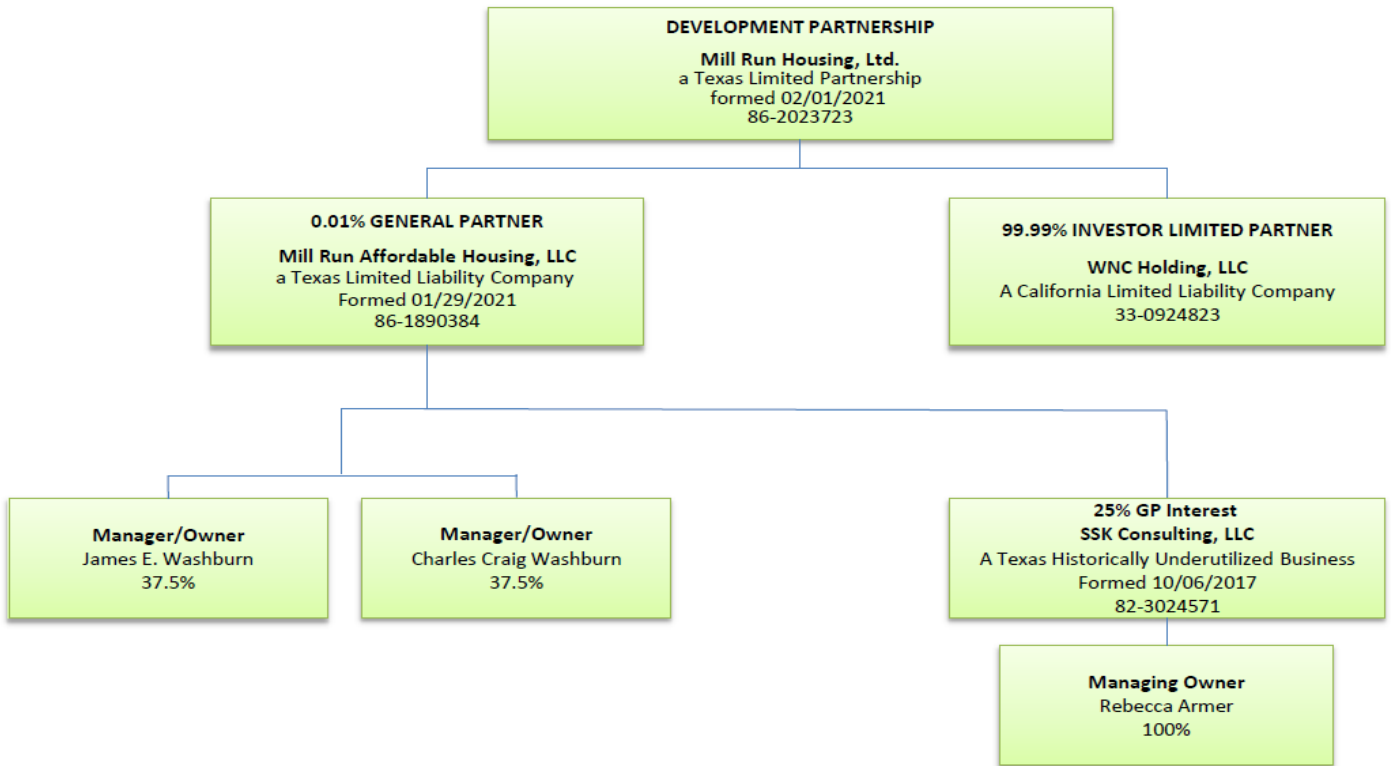 DEVELOPMENT PARTNERSHIP
Mill Run Housing, Ltd.
a Texas Limited Partnership
formed 02/01/2021
86-2023723
0.01% GENERAL PARTNER
Mill Run Affordable Housing, LLC
a Texas Limited Liability Company
Formed 01/29/2021
86-1890384
99.99% INVESTOR LIMITED PARTNER
WNC Holding, LLC
A California Limited Liability Company
33-0924823
Manager/Owner
James E. Washburn
37.5%
Manager/Owner
Charles Craig Washburn
37.5%
25% GP Interest
SSK Consulting, LLC
A Texas Historically Underutilized Business
Formed 10/06/2017
82-3024571
Managing Owner
Rebecca Armer
100%